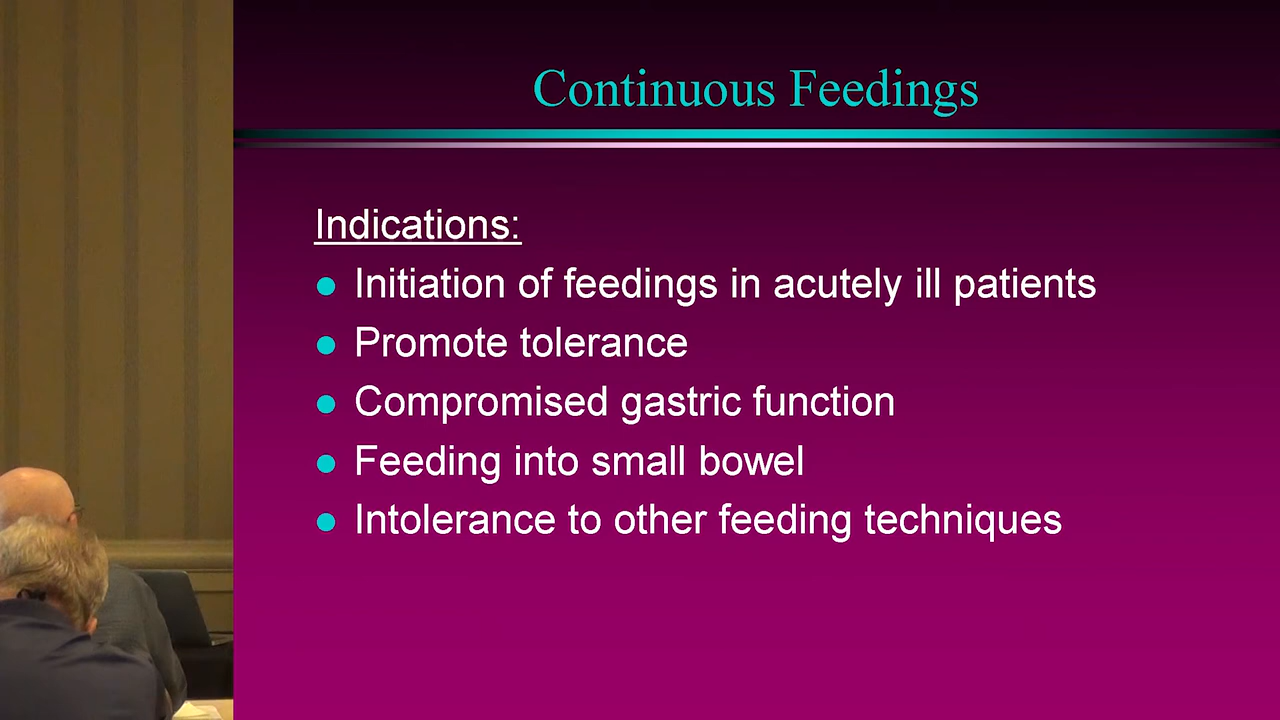 Continuous Feedings
Indications:
Initiation of feedings in acutely ill patients
Promote tolerance
Compromised gastric function
Feeding into small bowel
Intolerance to other feeding techniques